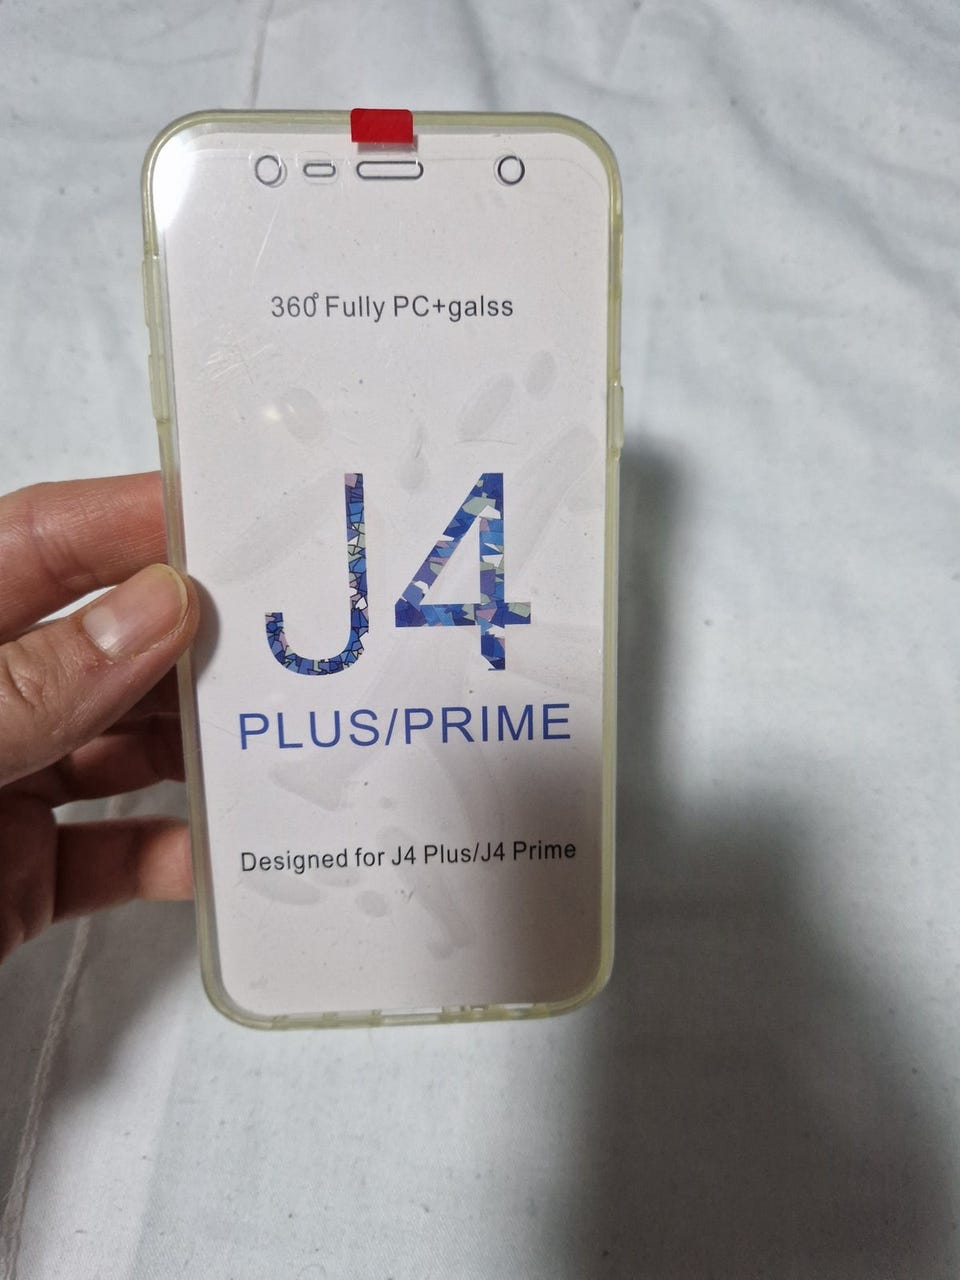 360° Fully PC+galss
J4
PLUS/PRIME
Designed for J4 Plus/J4 Prime